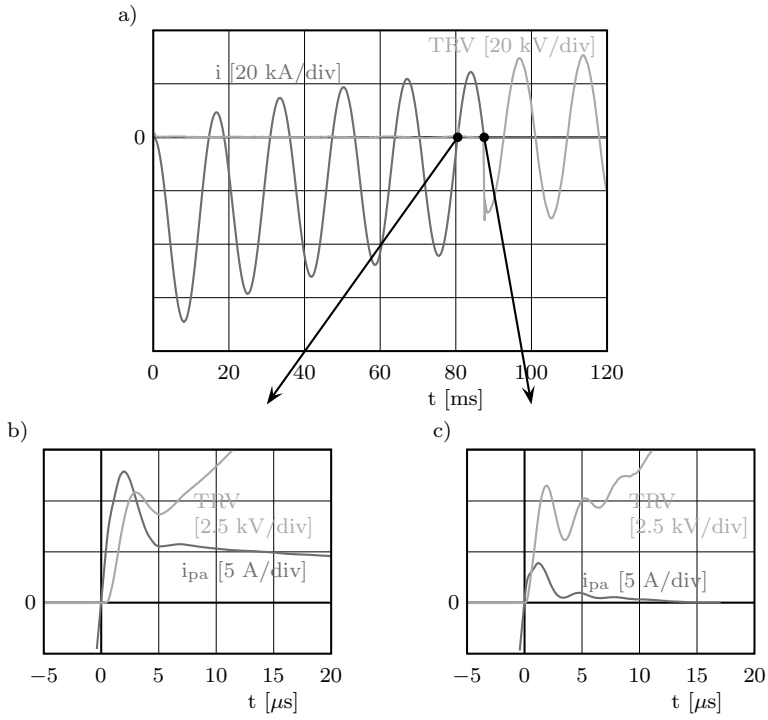 a)
TRV [20 kV/div]
i [20 kA/div]
0
0 20 40 60 80 100 120
t [ms]
b)
TRV
[2.5 kV/div]
i_pa [5 A/div]
0
−5 0 5 10 15 20
t [μs]
c)
TRV
[2.5 kV/div]
i_pa [5 A/div]
0
−5 0 5 10 15 20
t [μs]